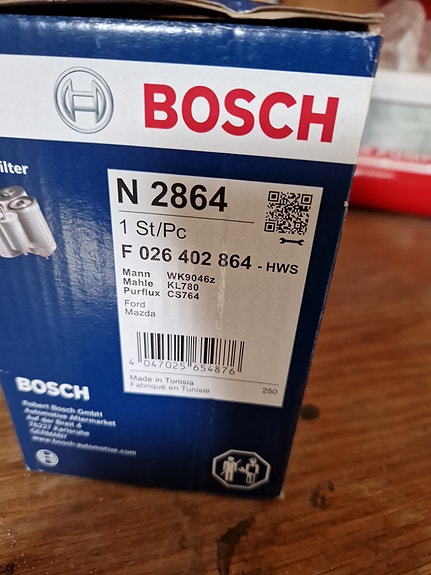 BOSCH
ilter
N 2864
1 St/Pc
F 026 402 864 - HWS
Mann WK9046z
Mahle KL780
Purflux CS764
Ford
Mazda
4 047025 654876
Made in Tunisia
Fabriqué en Tunisie
250
BOSCH
Robert Bosch GmbH
Automotive Aftermarket
Auf der Breit 4
76227 Karlsruhe
GERMANY
www.bosch-automotive.com